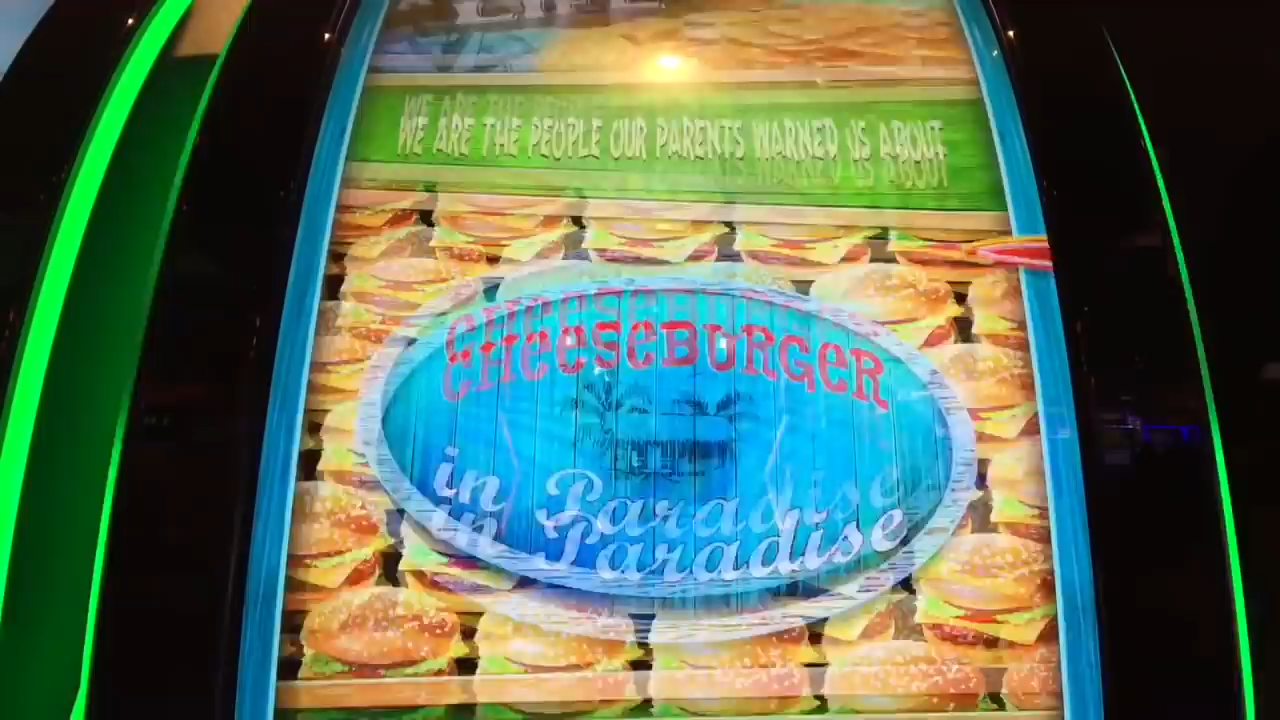 WE ARE THE PEOPLE OUR PARENTS WARNED US ABOUT
CHEESEBURGER
in Paradise